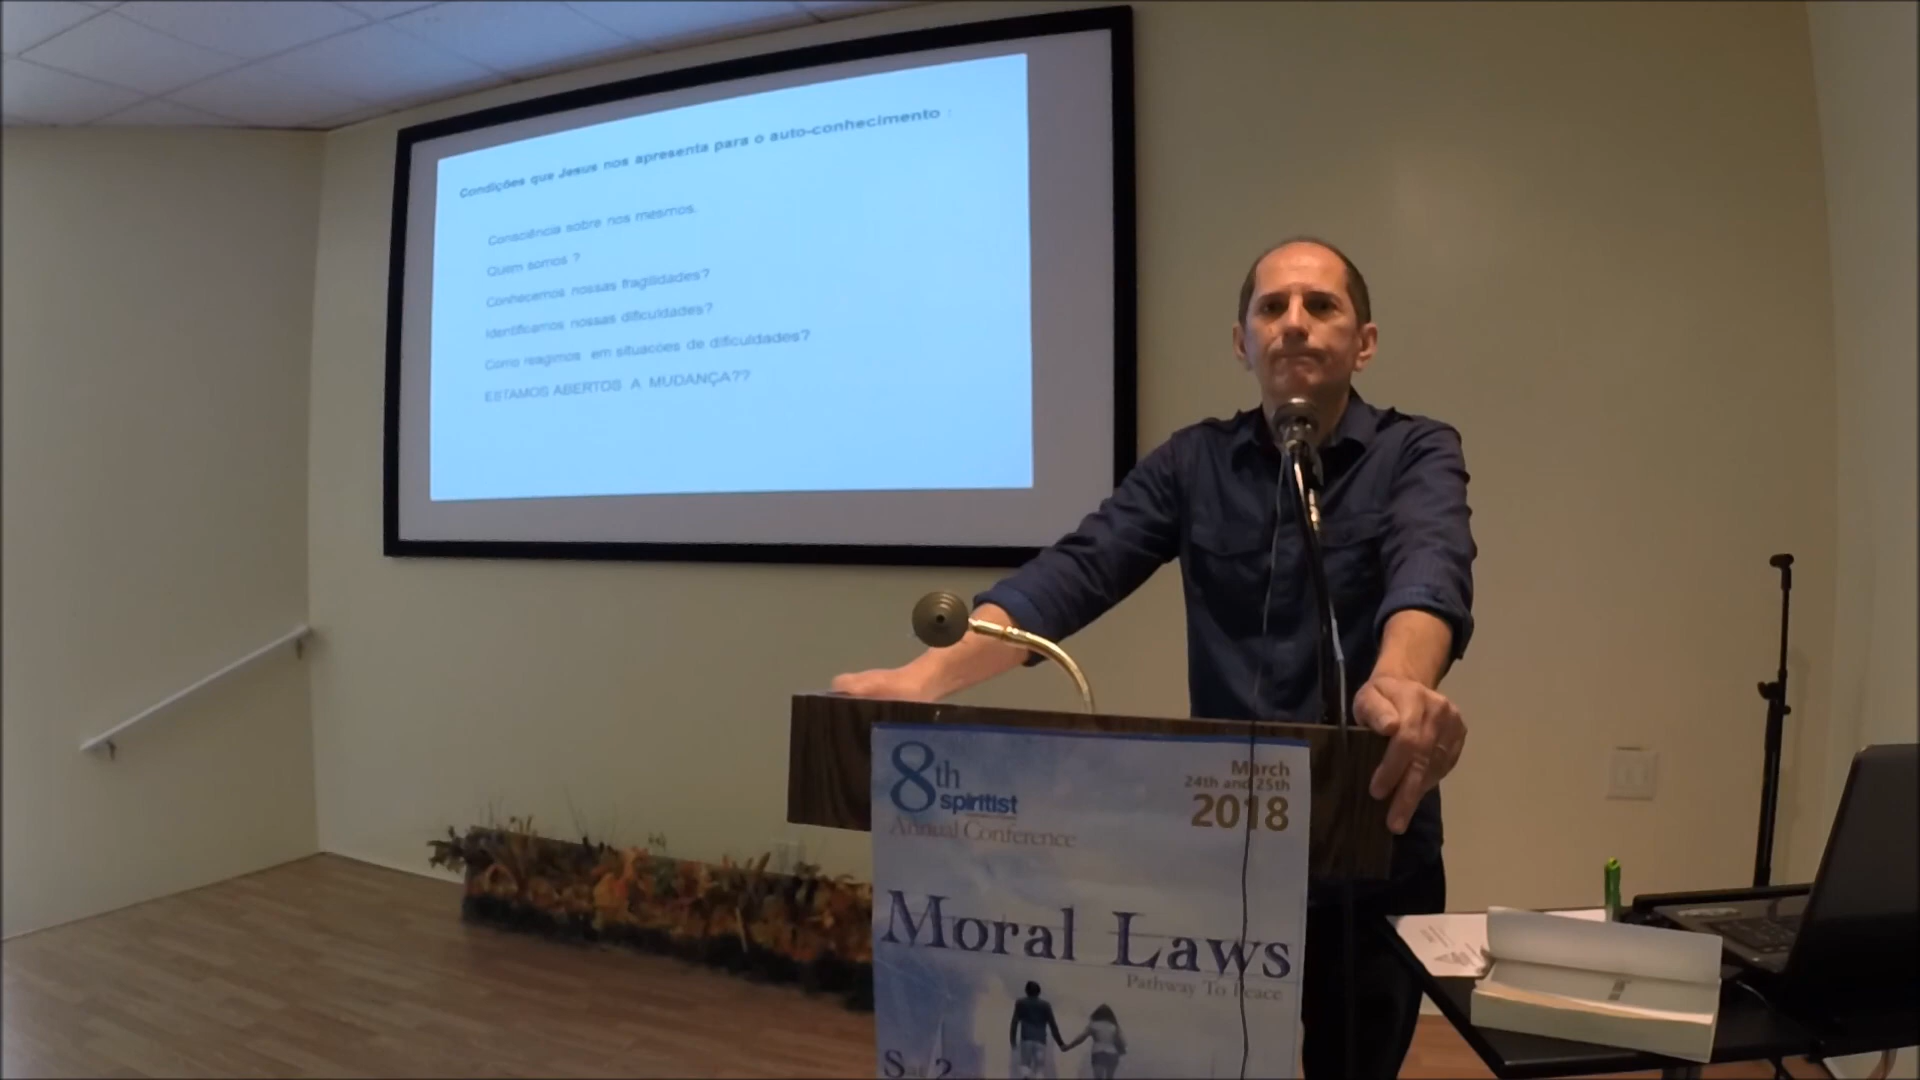 Condições que Jesus nos apresenta para o auto-conhecimento :
Consciência sobre nos mesmos.
Quem somos ?
Conhecemos nossas fragilidades?
Identificamos nossas dificuldades?
Como reagimos em situacões de dificuldades?
ESTAMOS ABERTOS A MUDANÇA??
8th
spiritist
Annual Conference
March
24th and 25th
2018
Moral Laws
Pathway To Peace